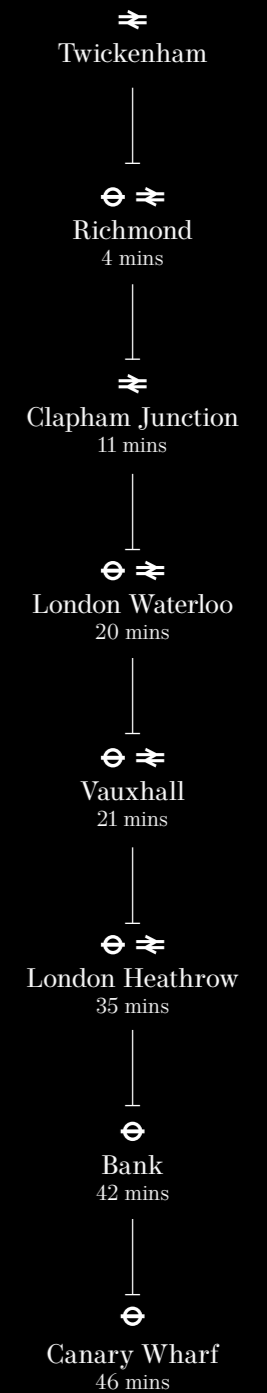 Twickenham
Richmond
4 mins
Clapham Junction
11 mins
London Waterloo
20 mins
Vauxhall
21 mins
London Heathrow
35 mins
Bank
42 mins
Canary Wharf
46 mins